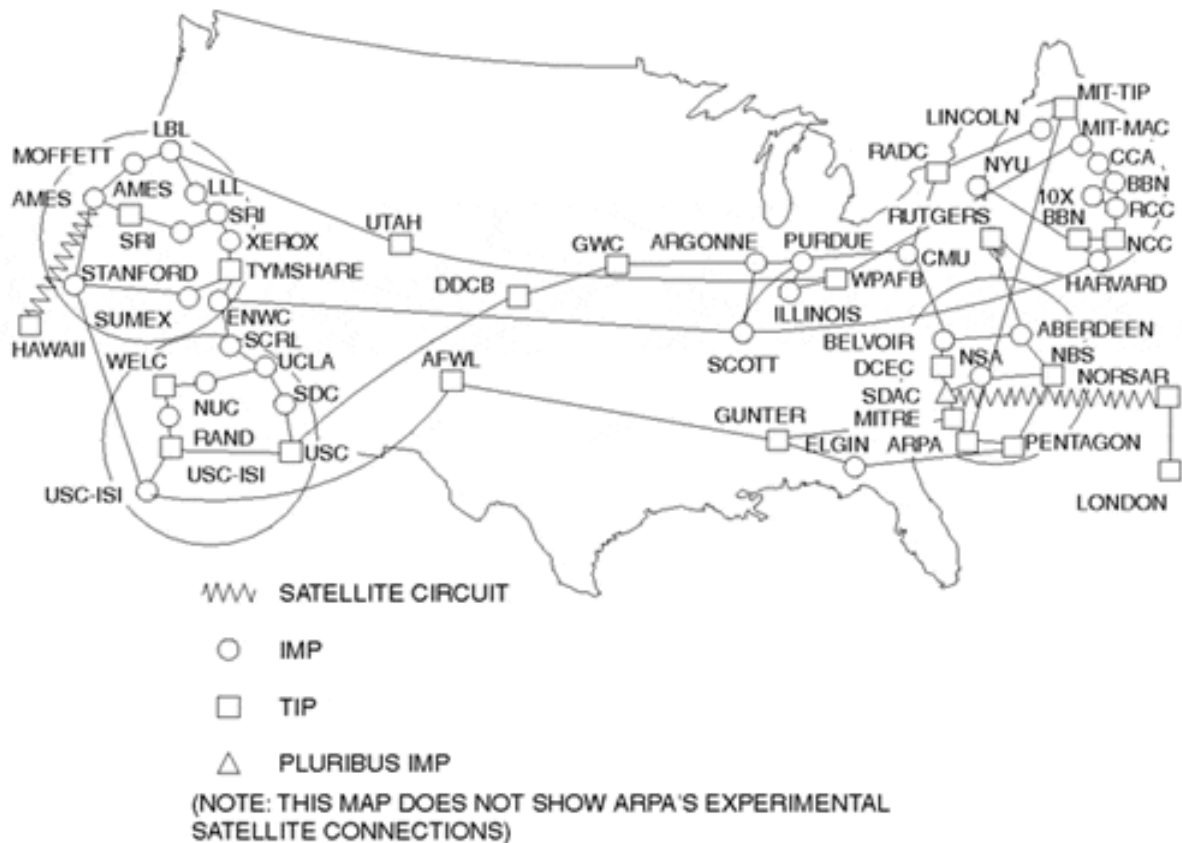 MIT-TIP
LINCOLN
MIT-MAC
LBL
MOFFETT
RADC
NYU
CCA
AMES
AMES
LLL
BBN
10X
SRI
RUTGERS
BBN
RCC
UTAH
SRI
XEROX
GWC
ARGONNE
PURDUE
CMU
NCC
STANFORD
TYMSHARE
WPAFB
HARVARD
DDCB
SUMEX
ENWC
ILLINOIS
HAWAII
SCRL
SCOTT
BELVOIR
ABERDEEN
WELC
UCLA
AFWL
DCEC
NSA
NBS
NORSAR
SDC
SDAC
NUC
GUNTER
MITRE
RAND
USC
ELGIN
ARPA
PENTAGON
USC-ISI
USC-ISI
LONDON
SATELLITE CIRCUIT
IMP
TIP
PLURIBUS IMP
(NOTE: THIS MAP DOES NOT SHOW ARPA'S EXPERIMENTAL
SATELLITE CONNECTIONS)